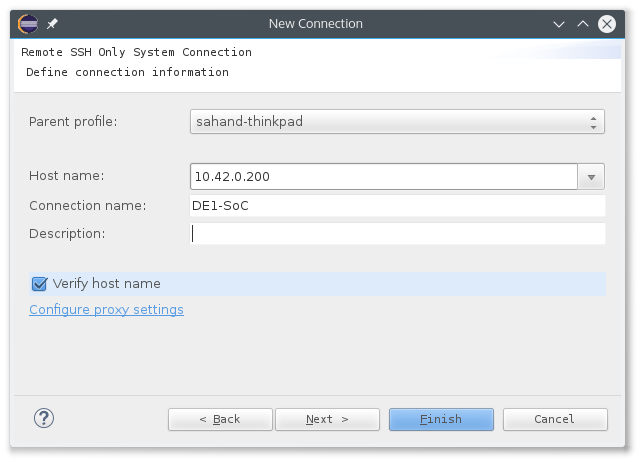 New Connection
Remote SSH Only System Connection
Define connection information
Parent profile: sahand-thinkpad
Host name: 10.42.0.200
Connection name: DE1-SoC
Description:
Verify host name
Configure proxy settings
? < Back Next > Finish Cancel